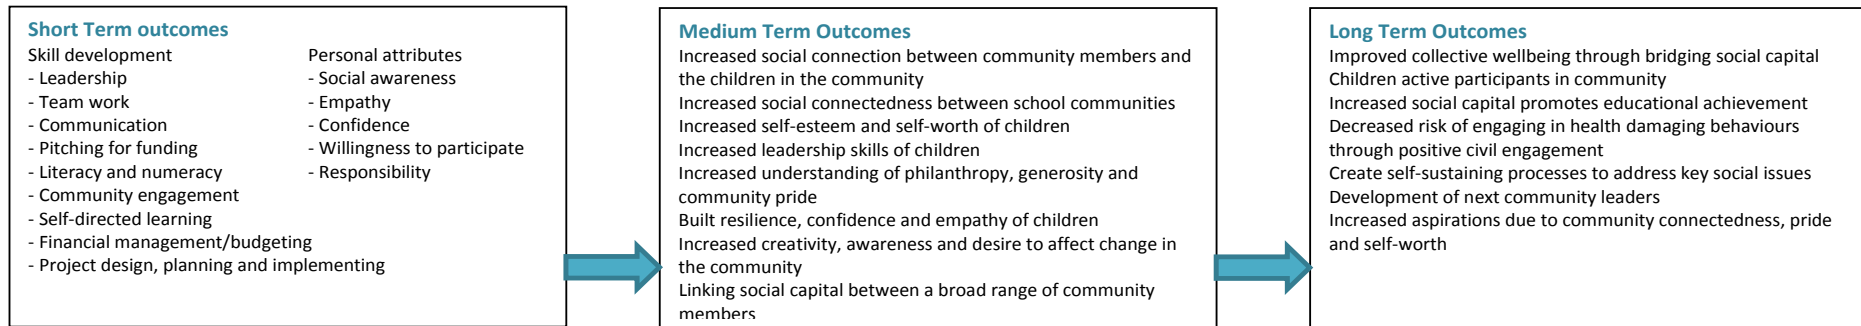 Short Term outcomes
Skill development
- Leadership
- Team work
- Communication
- Pitching for funding
- Literacy and numeracy
- Community engagement
- Self-directed learning
- Financial management/budgeting
- Project design, planning and implementing
Personal attributes
- Social awareness
- Empathy
- Confidence
- Willingness to participate
- Responsibility
Medium Term Outcomes
Increased social connection between community members and
the children in the community
Increased social connectedness between school communities
Increased self-esteem and self-worth of children
Increased leadership skills of children
Increased understanding of philanthropy, generosity and
community pride
Built resilience, confidence and empathy of children
Increased creativity, awareness and desire to affect change in
the community
Linking social capital between a broad range of community
members
Long Term Outcomes
Improved collective wellbeing through bridging social capital
Children active participants in community
Increased social capital promotes educational achievement
Decreased risk of engaging in health damaging behaviours
through positive civil engagement
Create self-sustaining processes to address key social issues
Development of next community leaders
Increased aspirations due to community connectedness, pride
and self-worth